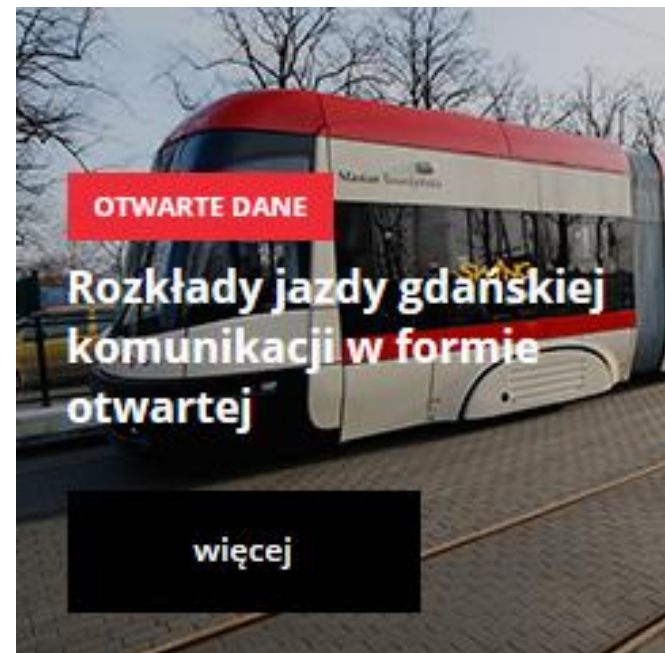 OTWARTE DANE
Rozkłady jazdy gdańskiej
komunikacji w formie
otwartej
więcej